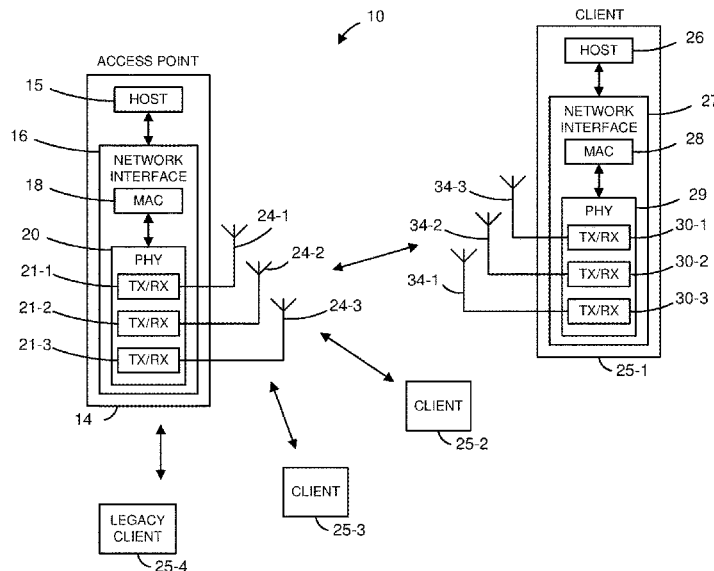 10
ACCESS POINT
15
HOST
16
NETWORK
INTERFACE
18
MAC
20
PHY
21-1
TX/RX
21-2
TX/RX
21-3
TX/RX
14
24-1
24-2
24-3
CLIENT
26
HOST
27
NETWORK
INTERFACE
28
MAC
29
PHY
34-3
TX/RX
30-1
34-2
TX/RX
30-2
34-1
TX/RX
30-3
25-1
CLIENT
25-2
CLIENT
25-3
LEGACY
CLIENT
25-4